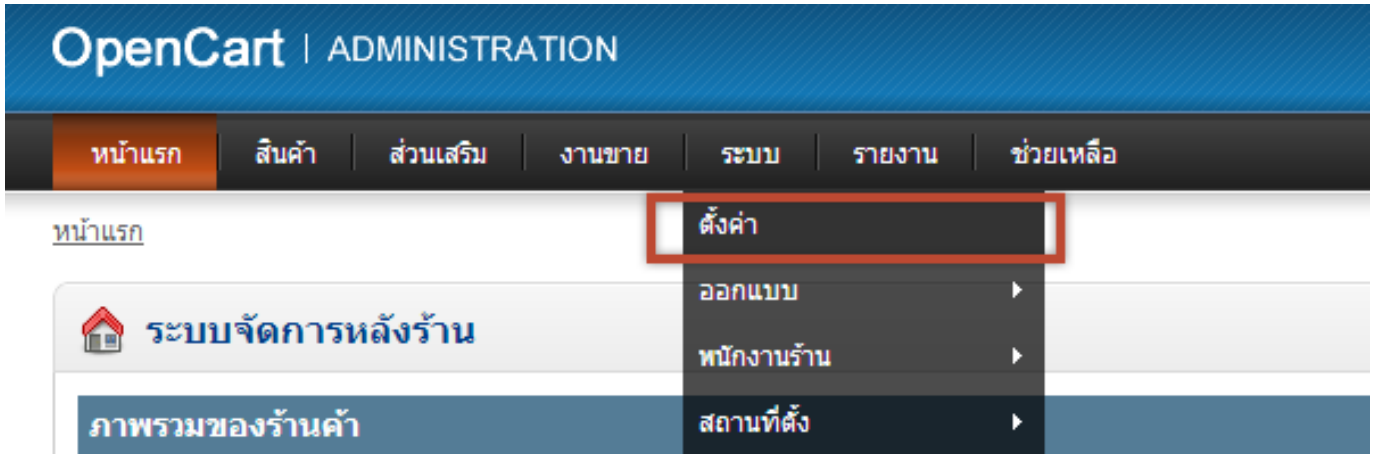 OpenCart | ADMINISTRATION
หน้าแรก สินค้า ส่วนเสริม งานขาย ระบบ รายงาน ช่วยเหลือ
หน้าแรก
ตั้งค่า
ออกแบบ
ระบบจัดการหลังร้าน
พนักงานร้าน
ภาพรวมของร้านค้า
สถานที่ตั้ง